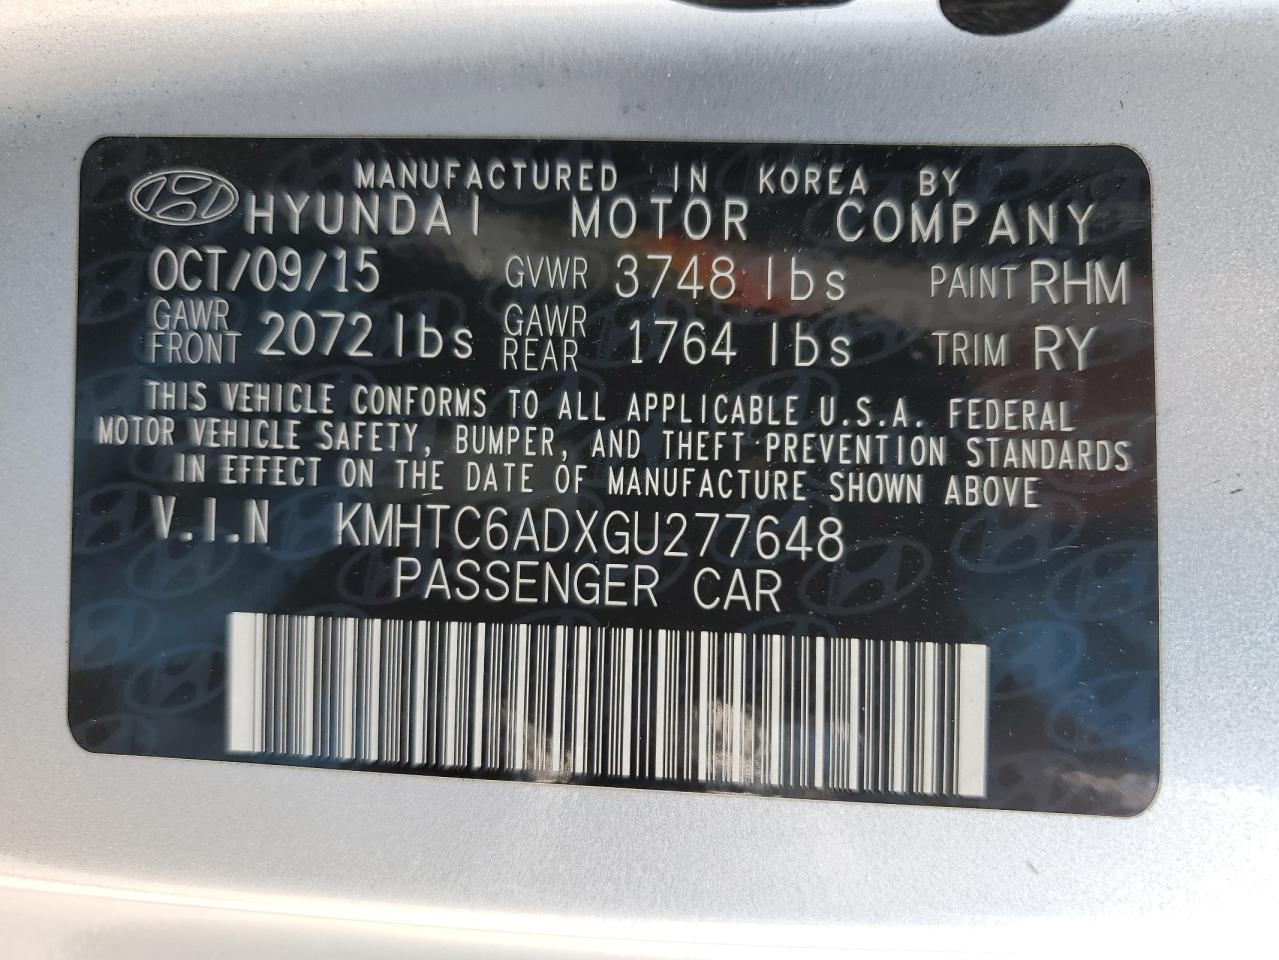 MANUFACTURED IN KOREA BY
HYUNDAI MOTOR COMPANY
OCT/09/15 GVWR 3748 lbs PAINT RHM
GAWR FRONT 2072 lbs GAWR REAR 1764 lbs TRIM RY
THIS VEHICLE CONFORMS TO ALL APPLICABLE U.S.A. FEDERAL
MOTOR VEHICLE SAFETY, BUMPER, AND THEFT PREVENTION STANDARDS
IN EFFECT ON THE DATE OF MANUFACTURE SHOWN ABOVE
V.I.N KMHTC6ADXGU277648
PASSENGER CAR